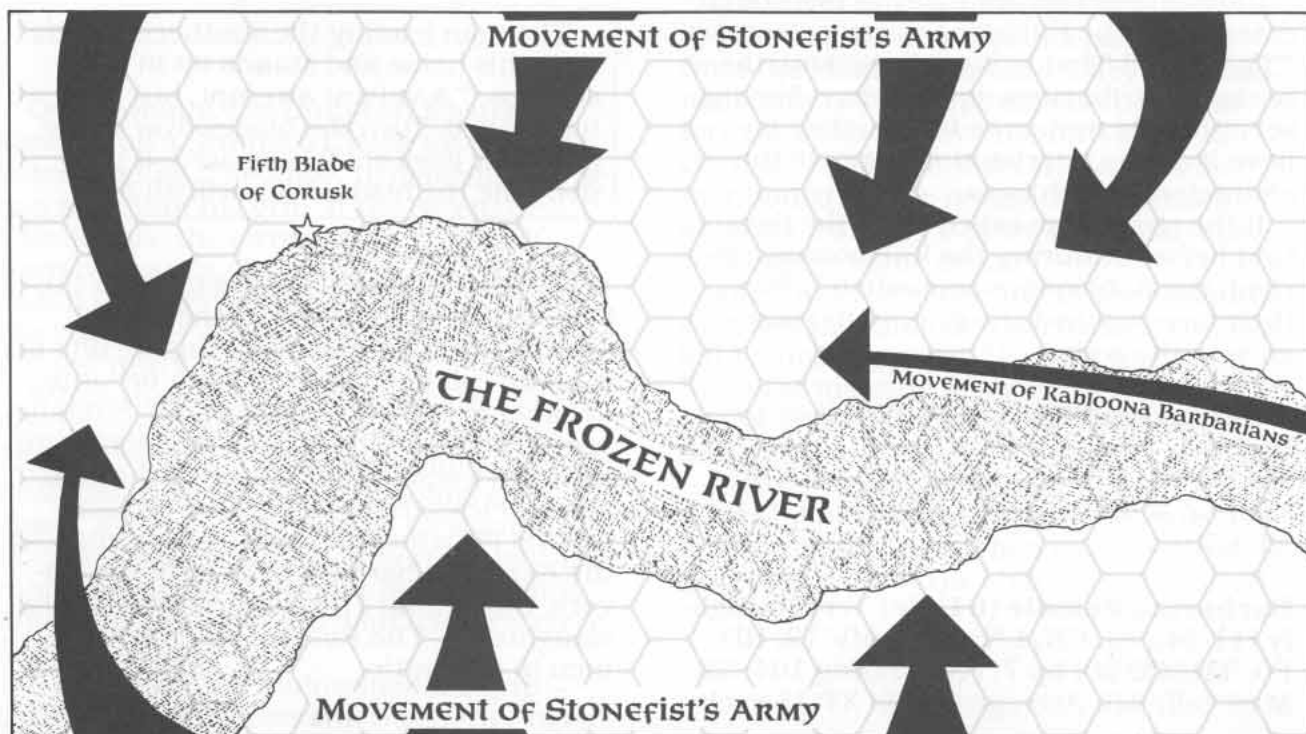 Movement of Stonefist's Army
Fifth Blade
of Corusk
The Frozen River
Movement of Kabloona Barbarians
Movement of Stonefist's Army